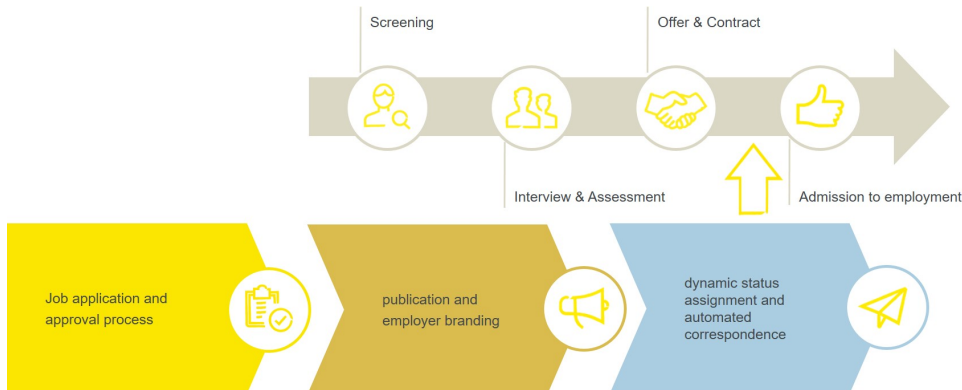 Screening
Offer & Contract
Interview & Assessment
Admission to employment
Job application and
approval process
publication and
employer branding
dynamic status
assignment and
automated
correspondence